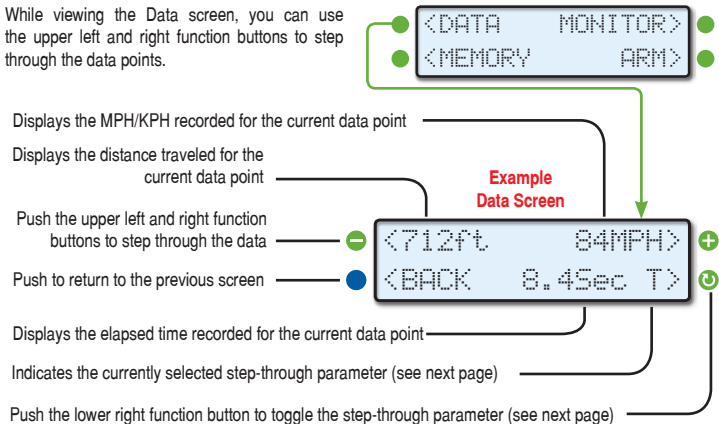 While viewing the Data screen, you can use
the upper left and right function buttons to step
through the data points.
<DATA MONITOR>
<MEMORY ARM>
Displays the MPH/KPH recorded for the current data point
Displays the distance traveled for the
current data point
Example
Data Screen
Push the upper left and right function
buttons to step through the data
<712ft 84MPH>
Push to return to the previous screen
<BACK 8.4Sec T>
Displays the elapsed time recorded for the current data point
Indicates the currently selected step-through parameter (see next page)
Push the lower right function button to toggle the step-through parameter (see next page)